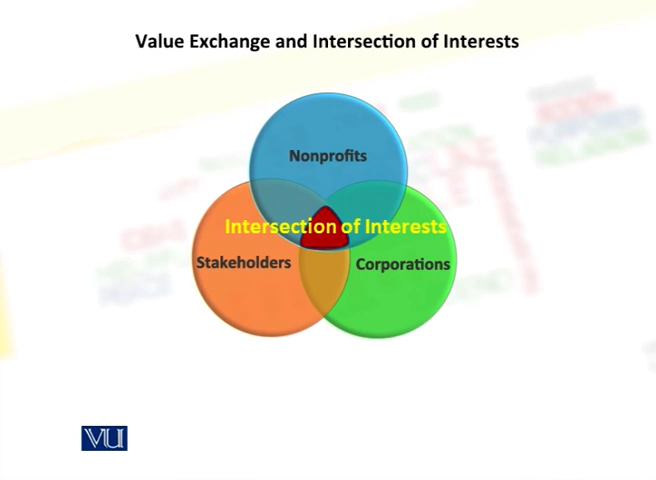 Value Exchange and Intersection of Interests
Nonprofits
Intersection of Interests
Stakeholders
Corporations
VU